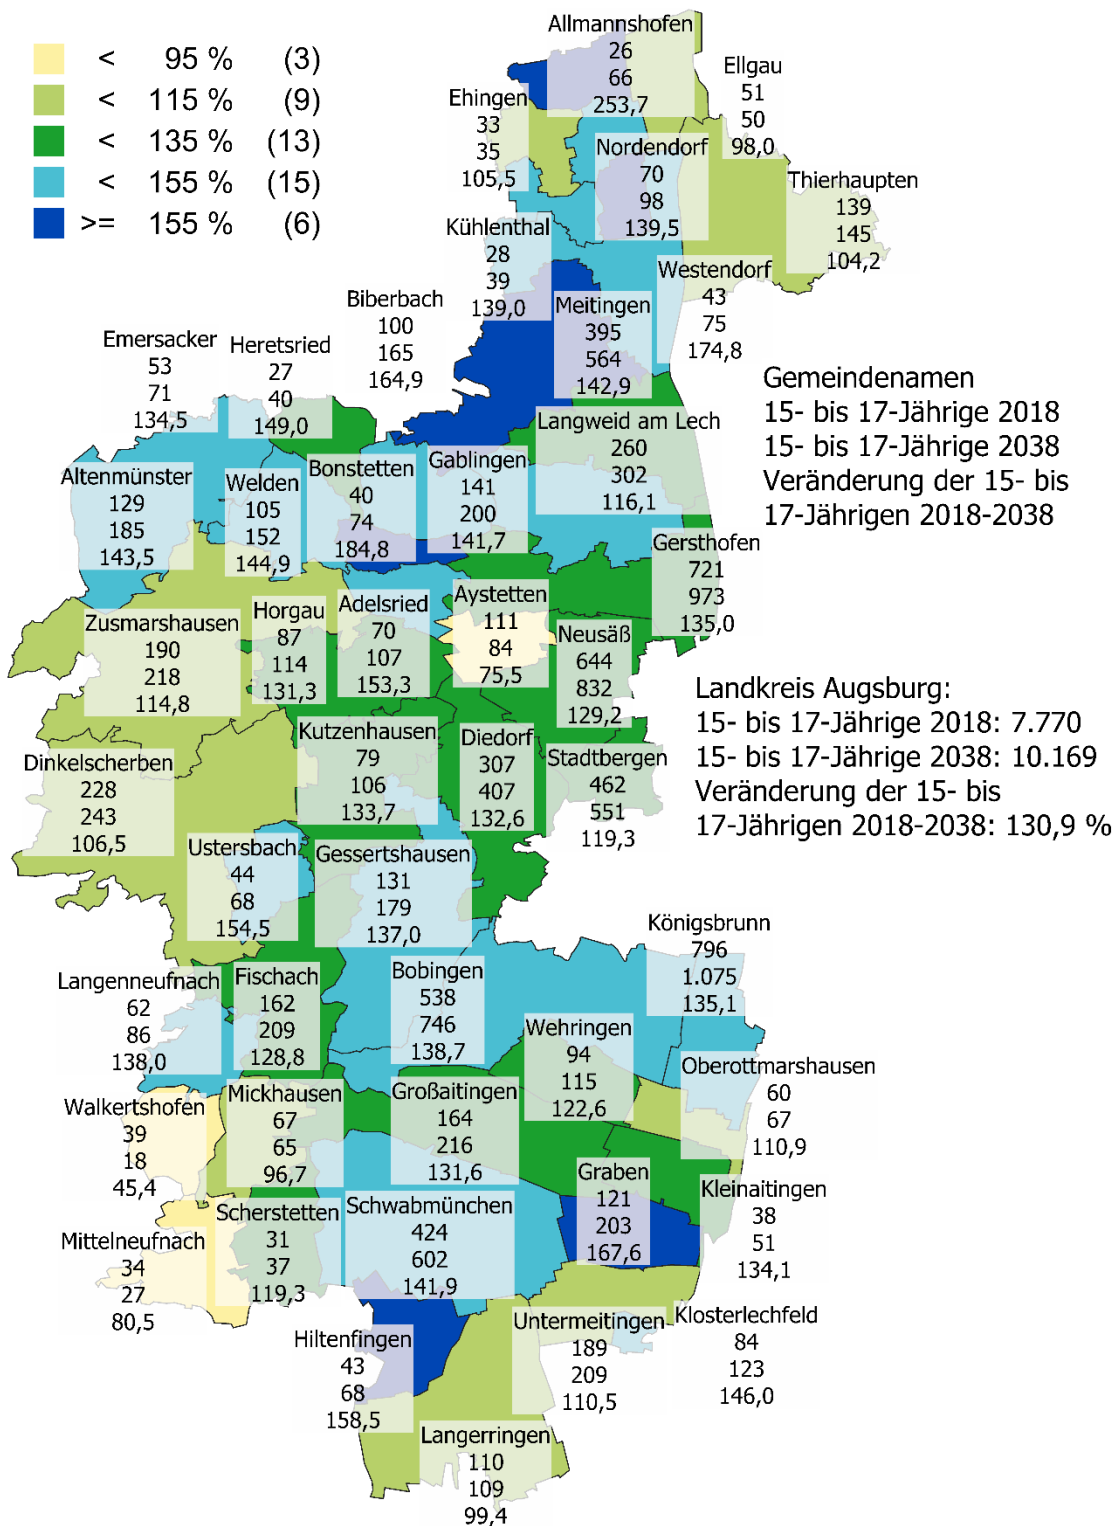 < 95 % (3)
< 115 % (9)
< 135 % (13)
< 155 % (15)
>= 155 % (6)
Allmannshofen
26
66
253,7
Ellgau
51
50
98,0
Ehingen
33
35
105,5
Nordendorf
70
98
139,5
Thierhaupten
139
145
104,2
Kühlenthal
28
39
139,0
Westendorf
43
75
174,8
Biberbach
100
165
164,9
Meitingen
395
564
142,9
Emersacker
53
71
134,5
Heretsried
27
40
149,0
Gemeindenamen
15- bis 17-Jährige 2018
15- bis 17-Jährige 2038
Veränderung der 15- bis
17-Jährigen 2018-2038
Langweid am Lech
260
302
116,1
Altenmünster
129
185
143,5
Welden
105
152
144,9
Bonstetten
40
74
184,8
Gablingen
141
200
141,7
Gersthofen
721
973
135,0
Zusmarshausen
190
218
114,8
Horgau
87
114
131,3
Adelsried
70
107
153,3
Aystetten
111
84
75,5
Neusäß
644
832
129,2
Landkreis Augsburg:
15- bis 17-Jährige 2018: 7.770
15- bis 17-Jährige 2038: 10.169
Veränderung der 15- bis
17-Jährigen 2018-2038: 130,9 %
Dinkelscherben
228
243
106,5
Kutzenhausen
79
106
133,7
Diedorf
307
407
132,6
Stadtbergen
462
551
119,3
Ustersbach
44
68
154,5
Gessertshausen
131
179
137,0
Königsbrunn
796
1.075
135,1
Langenneufnach
62
86
138,0
Fischach
162
209
128,8
Bobingen
538
746
138,7
Wehringen
94
115
122,6
Oberottmarshausen
60
67
110,9
Walkertshofen
39
18
45,4
Mickhausen
67
65
96,7
Großaitingen
164
216
131,6
Graben
121
203
167,6
Kleinaitingen
38
51
134,1
Mittelneufnach
34
27
80,5
Scherstetten
31
37
119,3
Schwabmünchen
424
602
141,9
Hiltenfingen
43
68
158,5
Untermeitingen
189
209
110,5
Klosterlechfeld
84
123
146,0
Langerringen
110
109
99,4